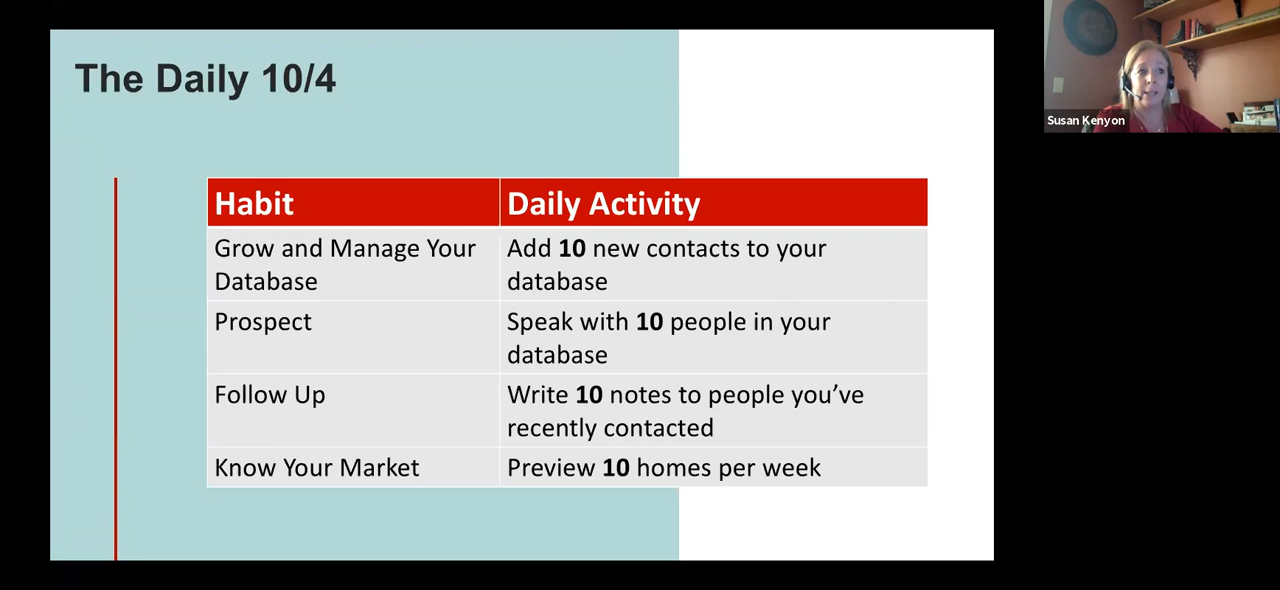 The Daily 10/4
Susan Kenyon
Habit
Daily Activity
Grow and Manage Your
Database
Add 10 new contacts to your
database
Prospect
Speak with 10 people in your
database
Follow Up
Write 10 notes to people you’ve
recently contacted
Know Your Market
Preview 10 homes per week